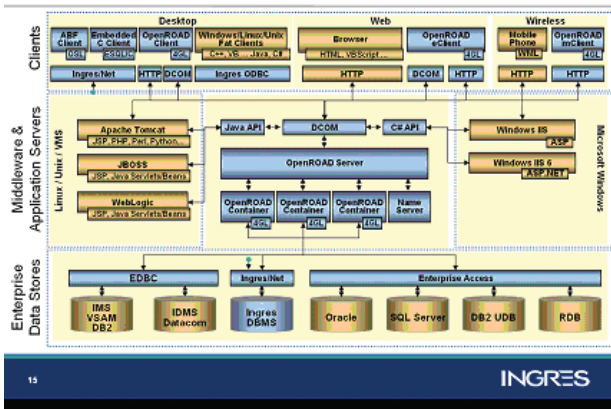 Desktop
Web
Wireless
Clients
ABF
Client
OSL
Embedded
C Client
ESQLIC
OpenROAD
Client
4GL
Windows/Linux/Unix
Fat Clients
C++, VB ... Java, C#
Browser
HTML, VBScript...
OpenROAD
eClient
4GL
Mobile
Phone
WML
OpenROAD
mClient
4GL
Ingres/Net
HTTP
DCOM
Ingres ODBC
HTTP
DCOM
HTTP
HTTP
HTTP
Middleware &
Application Servers
Linux / Unix / VMS
Apache Tomcat
JSP, PHP, Perl, Python...
JBOSS
JSP, Java Servlets/Beans
WebLogic
JSP, Java Servlets/Beans
Java API
DCOM
C# API
OpenROAD Server
OpenROAD
Container
4GL
OpenROAD
Container
4GL
OpenROAD
Container
4GL
Name
Server
Windows IIS
ASP
Windows IIS 6
ASP.NET
Microsoft Windows
Enterprise
Data Stores
EDBC
Ingres/Net
Enterprise Access
IMS
VSAM
DB2
IDMS
Datacom
Ingres
DBMS
Oracle
SQL Server
DB2 UDB
RDB
15
INGRES